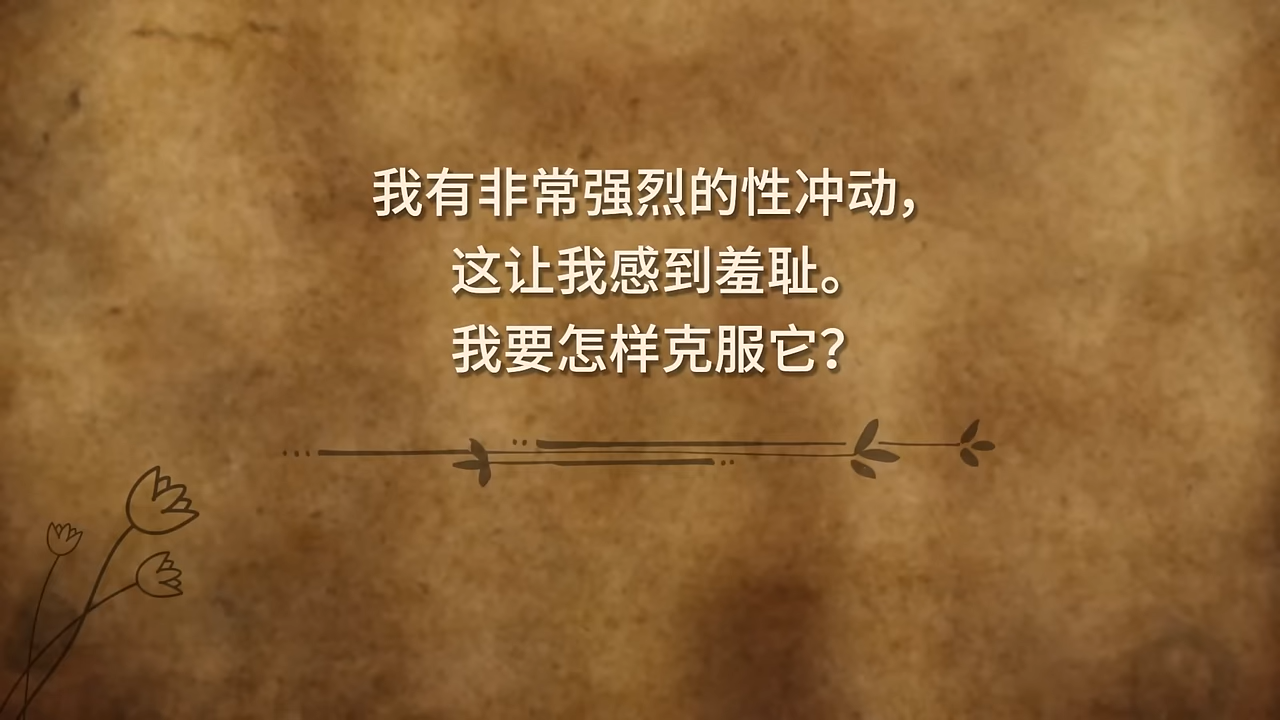 我有非常强烈的性冲动，
这让我感到羞耻。
我要怎样克服它？